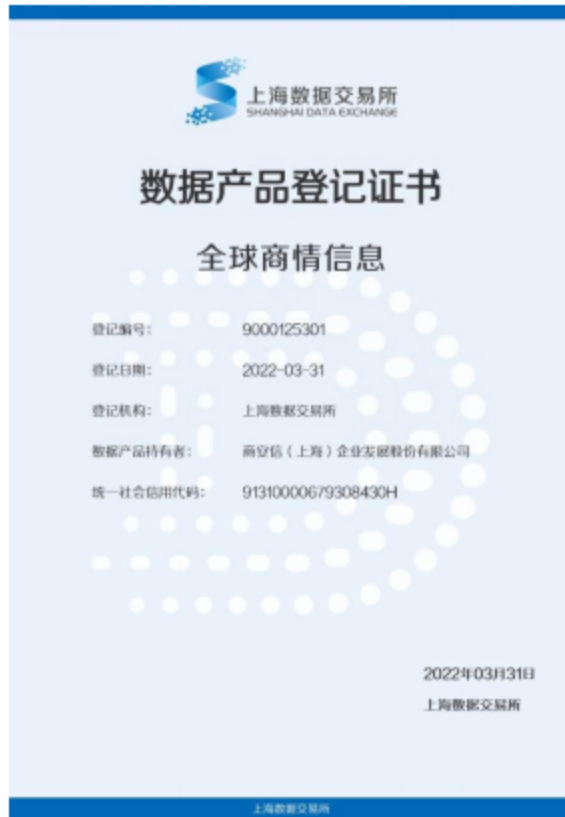 上海数据交易所
SHANGHAI DATA EXCHANGE
数据产品登记证书
全球商情信息
登记编号： 9000125301
登记日期： 2022-03-31
登记机构： 上海数据交易所
数据产品持有者： 商安信（上海）企业发展股份有限公司
统一社会信用代码： 91310000679308430H
2022年03月31日
上海数据交易所
上海数据交易所